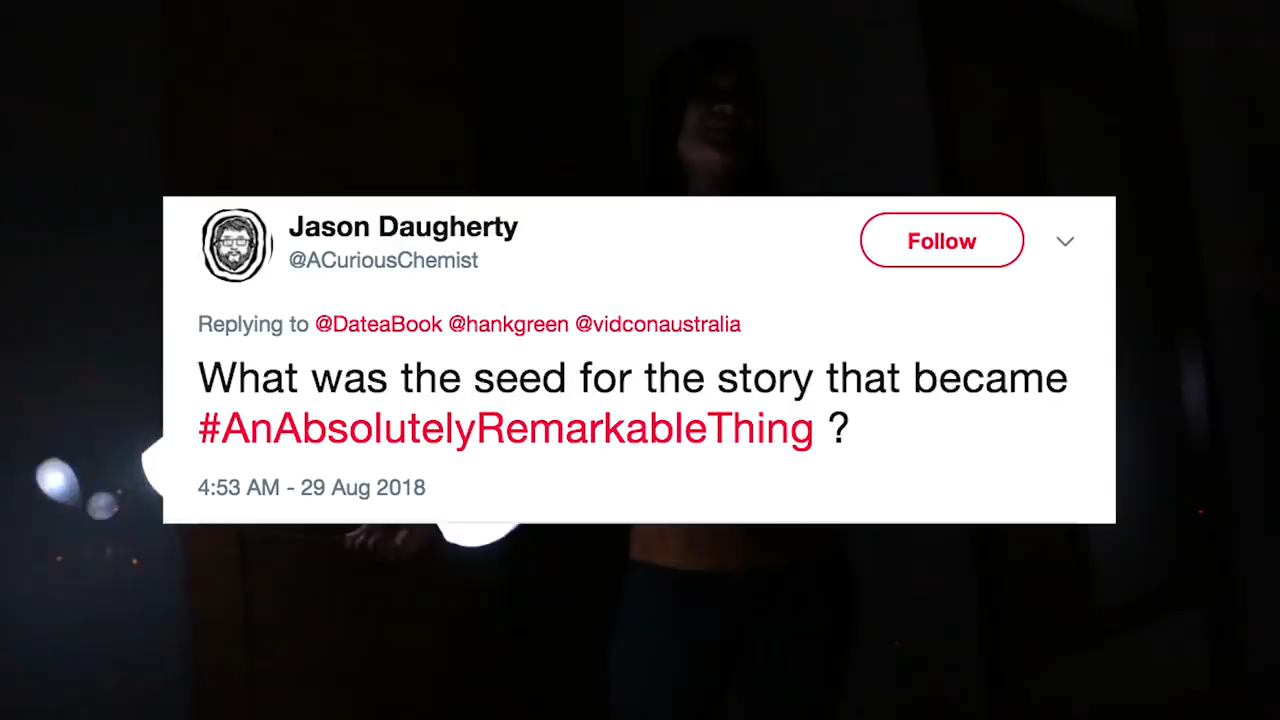 Jason Daugherty
@ACuriousChemist
Follow
Replying to @DateaBook @hankgreen @vidconaustralia
What was the seed for the story that became
#AnAbsolutelyRemarkableThing ?
4:53 AM - 29 Aug 2018